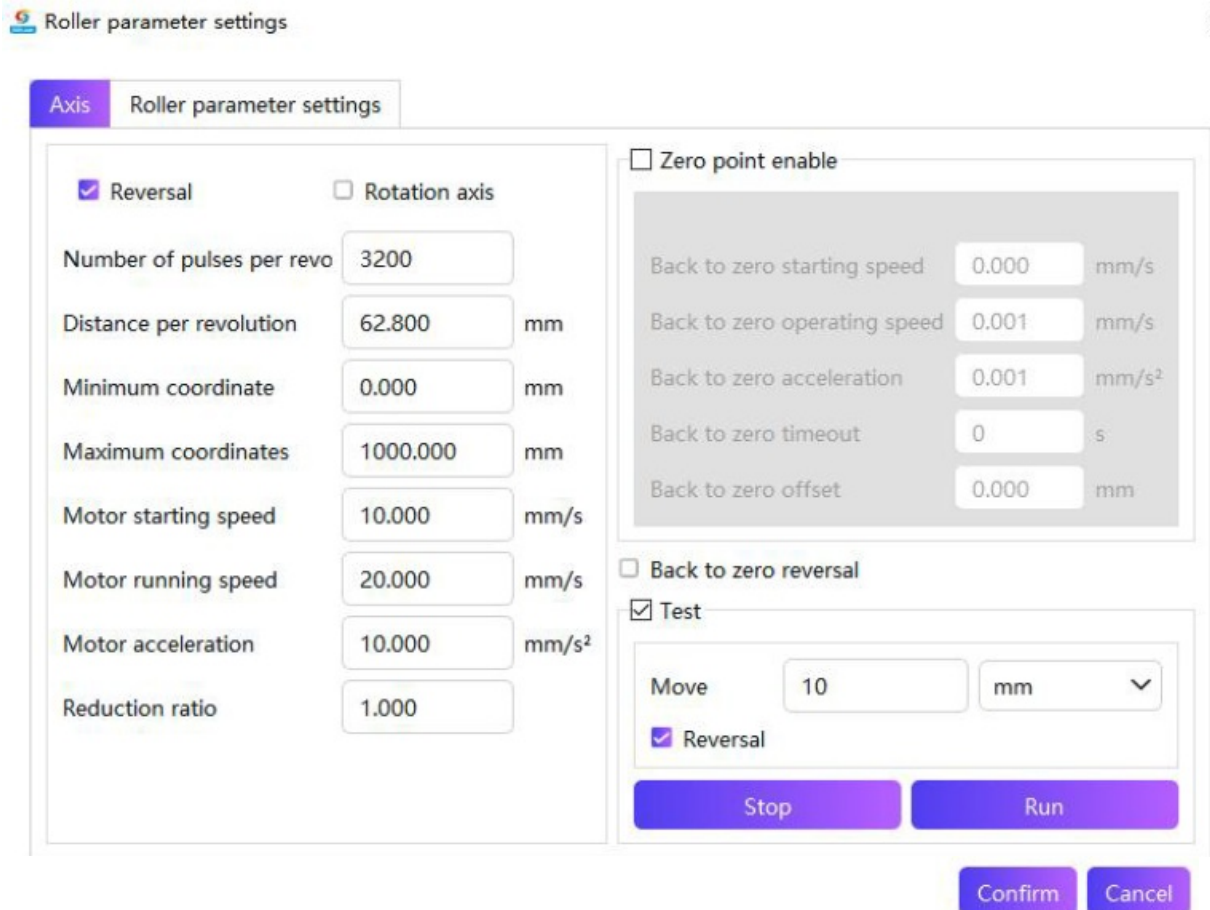 Roller parameter settings
Axis
Roller parameter settings
Reversal
Rotation axis
Number of pulses per revo
3200
Distance per revolution
62.800
mm
Minimum coordinate
0.000
mm
Maximum coordinates
1000.000
mm
Motor starting speed
10.000
mm/s
Motor running speed
20.000
mm/s
Motor acceleration
10.000
mm/s²
Reduction ratio
1.000
Zero point enable
Back to zero starting speed
0.000
mm/s
Back to zero operating speed
0.001
mm/s
Back to zero acceleration
0.001
mm/s²
Back to zero timeout
0
s
Back to zero offset
0.000
mm
Back to zero reversal
Test
Move
10
mm
Reversal
Stop
Run
Confirm
Cancel